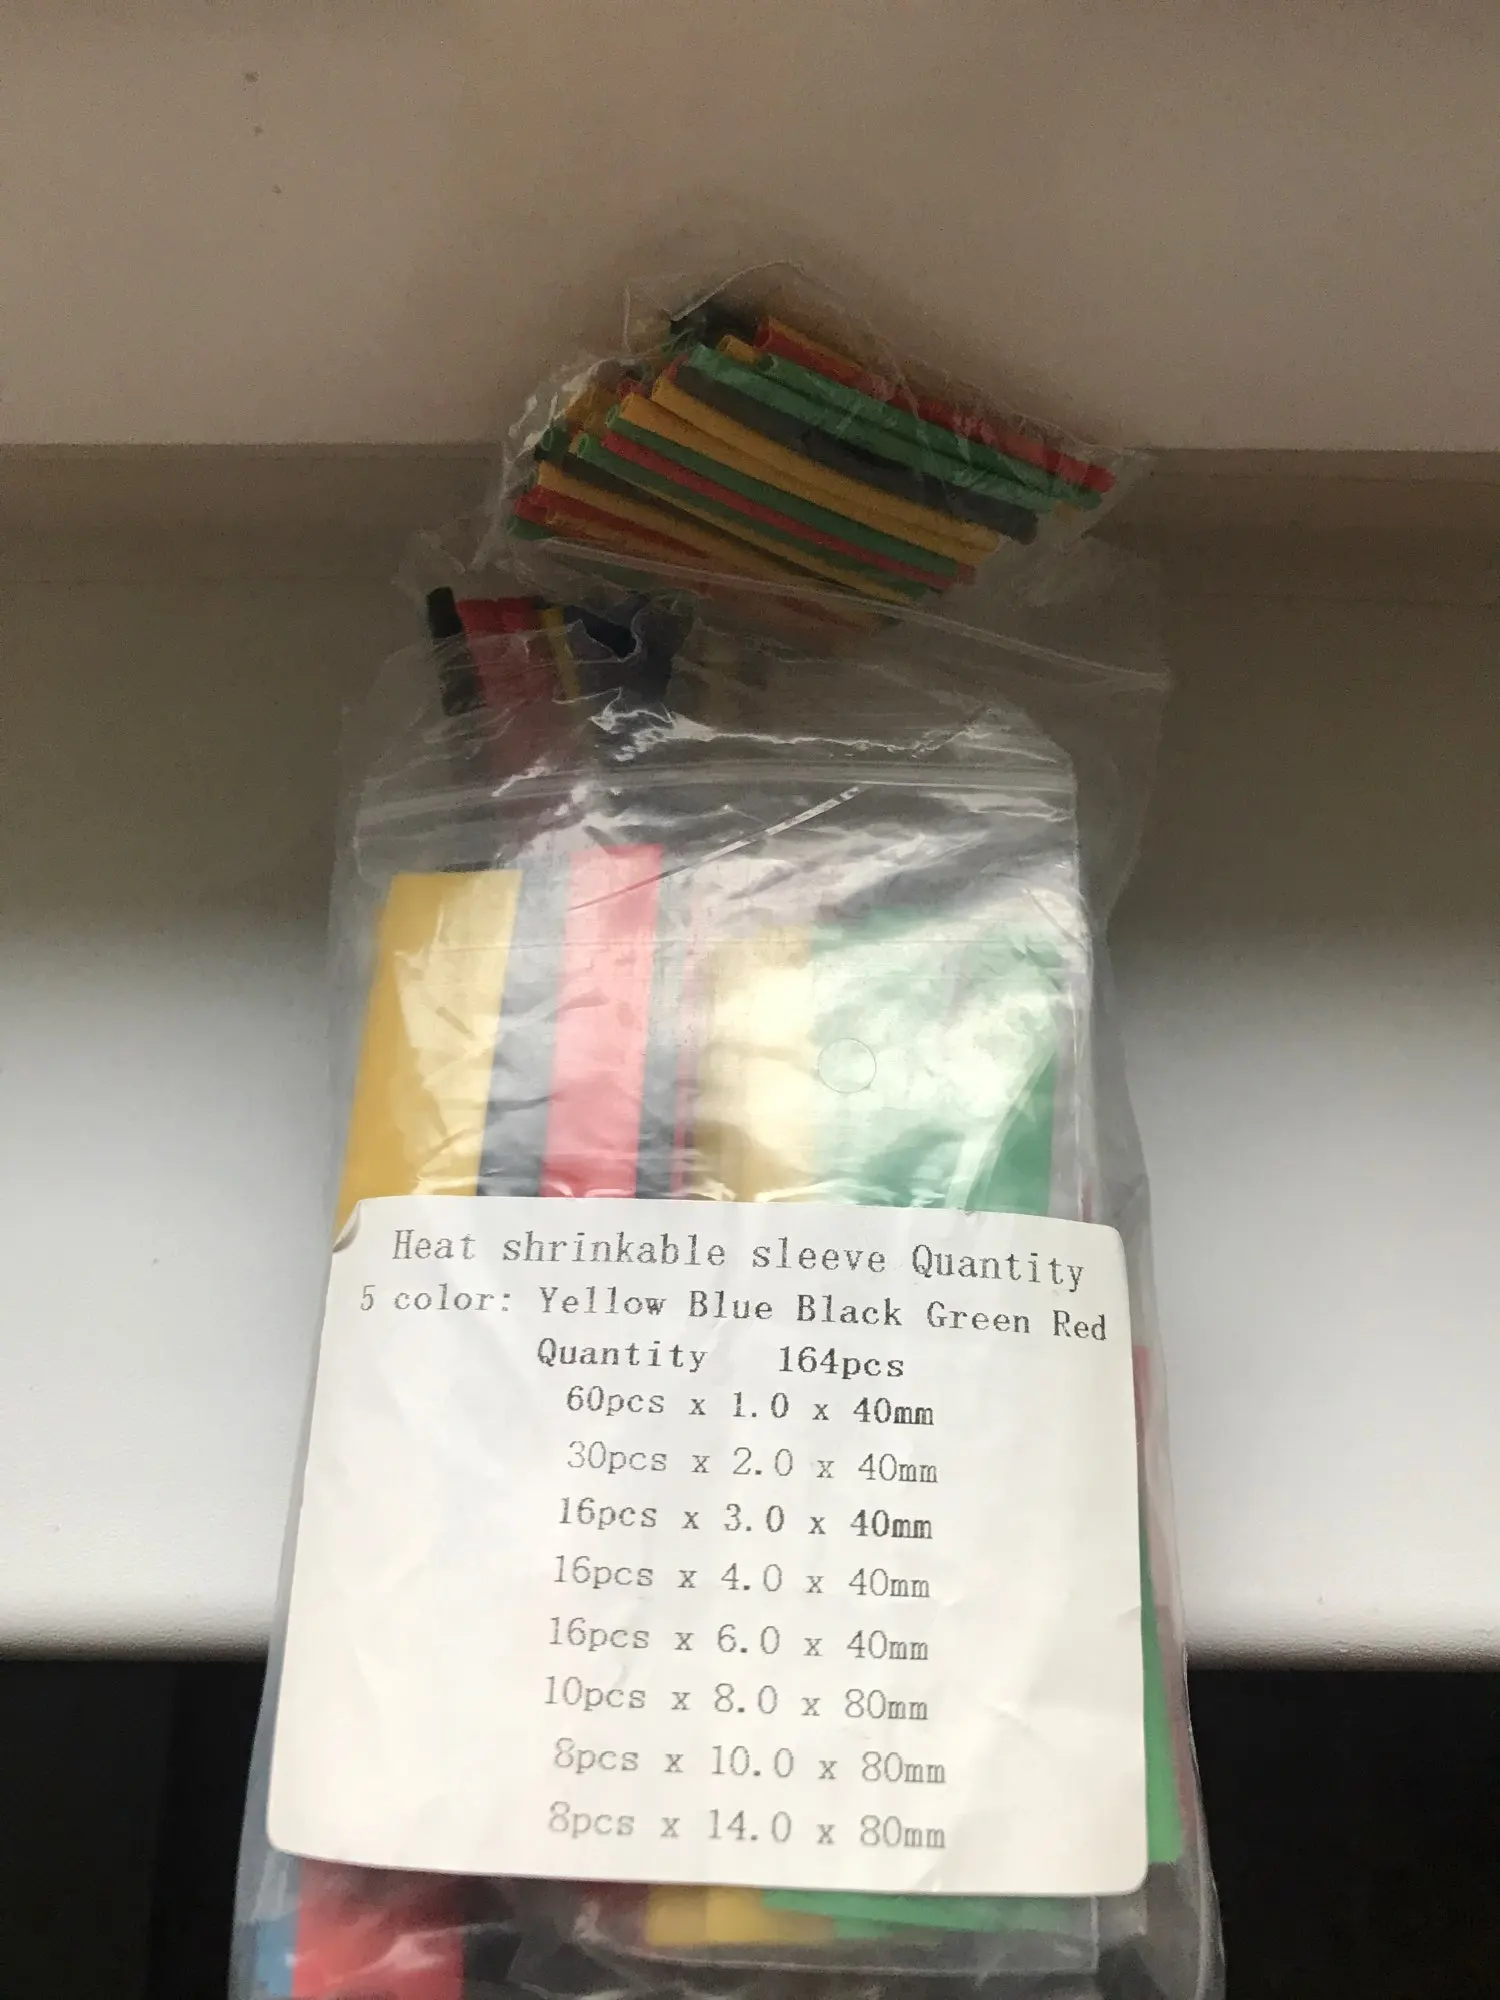 Heat shrinkable sleeve Quantity
5 color: Yellow Blue Black Green Red
Quantity 164pcs
60pcs x 1.0 x 40mm
30pcs x 2.0 x 40mm
16pcs x 3.0 x 40mm
16pcs x 4.0 x 40mm
16pcs x 6.0 x 40mm
10pcs x 8.0 x 80mm
8pcs x 10.0 x 80mm
8pcs x 14.0 x 80mm